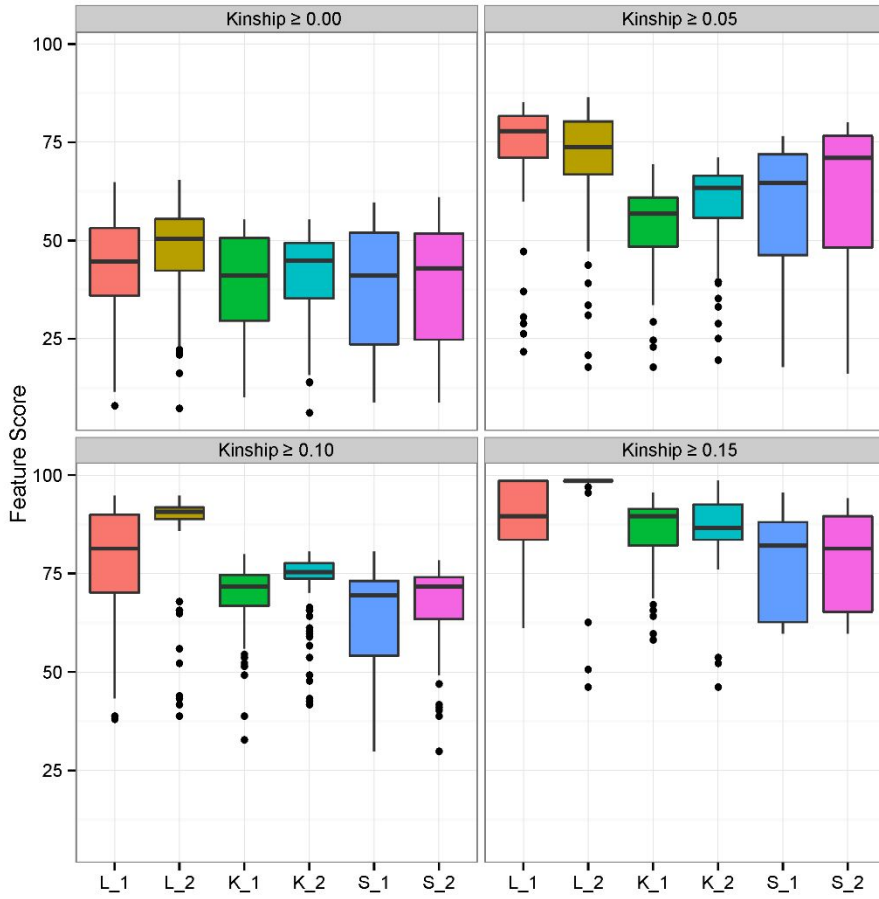 Kinship ≥ 0.00
Kinship ≥ 0.05
100
75
50
25
Feature Score
Kinship ≥ 0.10
Kinship ≥ 0.15
100
75
50
25
L_1 L_2 K_1 K_2 S_1 S_2
L_1 L_2 K_1 K_2 S_1 S_2